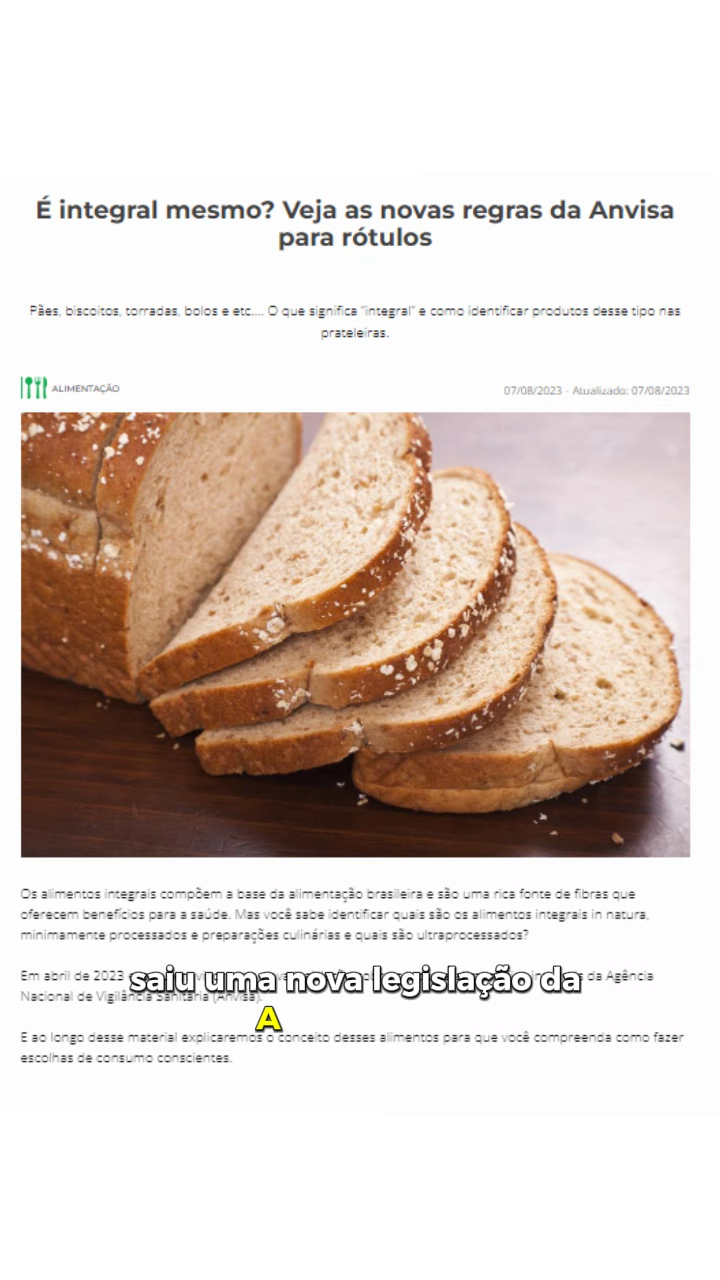 É integral mesmo? Veja as novas regras da Anvisa
para rótulos
Pães, biscoitos, torradas, bolos e etc.... O que significa "integral" e como identificar produtos desse tipo nas
prateleiras.
ALIMENTAÇÃO
07/08/2023 - Atualizado: 07/08/2023
Os alimentos integrais compõem a base da alimentação brasileira e são uma rica fonte de fibras que
oferecem benefícios para a saúde. Mas você sabe identificar quais são os alimentos integrais in natura,
minimamente processados e preparações culinárias e quais são ultraprocessados?
Em abril de 2023 da Agência
saiu uma nova legislação da
Nacional de Vigilância Sanitária (Anvisa).
A
E ao longo desse material explicaremos o conceito desses alimentos para que você compreenda como fazer
escolhas de consumo conscientes.